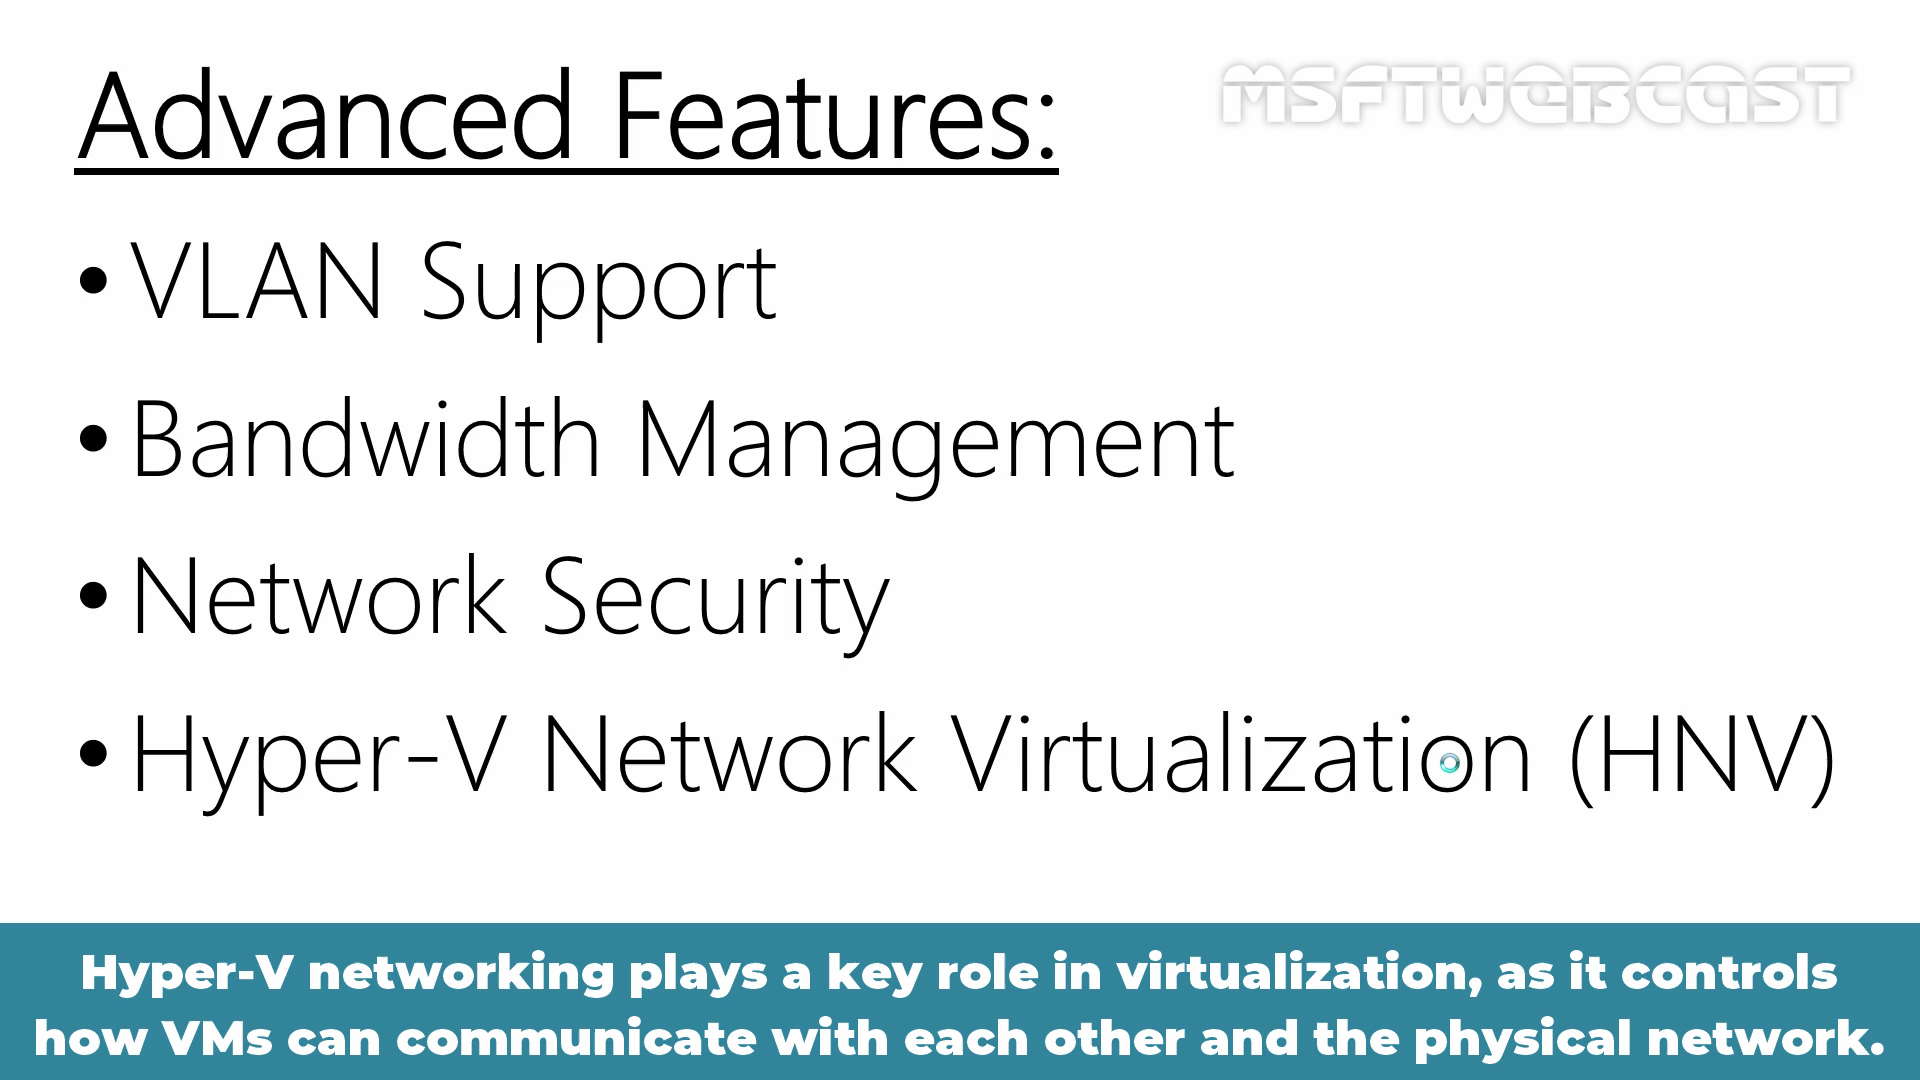 Advanced Features:
MSFTWEBCAST
• VLAN Support
• Bandwidth Management
• Network Security
• Hyper-V Network Virtualization (HNV)
Hyper-V networking plays a key role in virtualization, as it controls
how VMs can communicate with each other and the physical network.